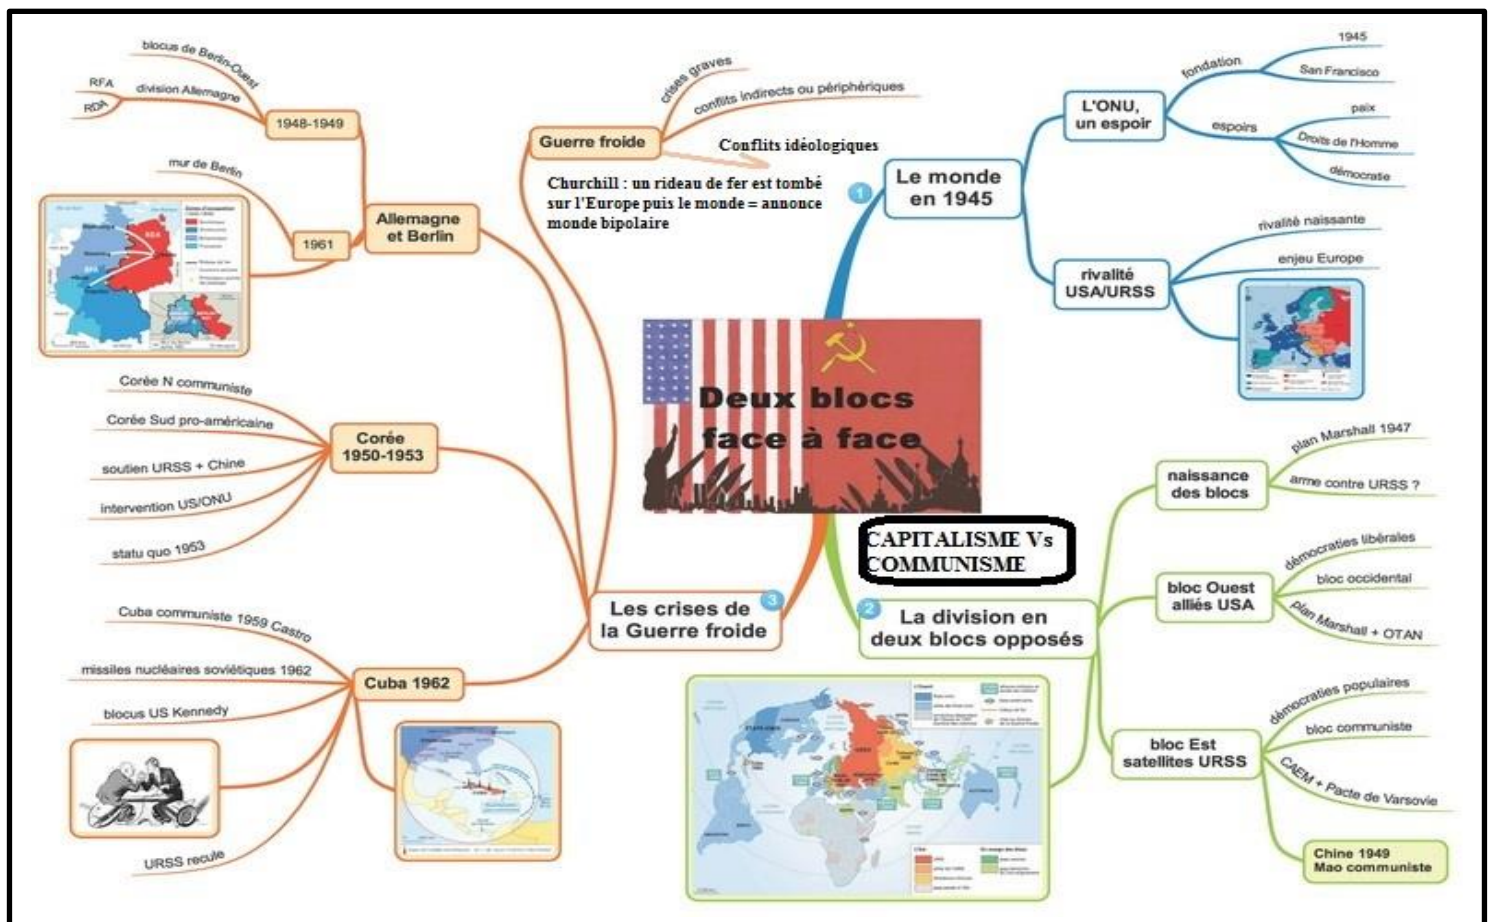 Deux blocs
face à face
CAPITALISME Vs
COMMUNISME
1
Le monde
en 1945
L'ONU,
un espoir
fondation
1945
San Francisco
espoirs
paix
Droits de l'Homme
démocratie
rivalité
USA/URSS
rivalité naissante
enjeu Europe
2
La division en
deux blocs opposés
naissance
des blocs
plan Marshall 1947
arme contre URSS ?
bloc Ouest
alliés USA
démocraties libérales
bloc occidental
plan Marshall + OTAN
bloc Est
satellites URSS
démocraties populaires
bloc communiste
CAEM + Pacte de Varsovie
Chine 1949
Mao communiste
3
Les crises de
la Guerre froide
Guerre froide
crises graves
conflits indirects ou périphériques
Conflits idéologiques
Churchill : un rideau de fer est tombé
sur l'Europe puis le monde = annonce
monde bipolaire
Allemagne
et Berlin
1948-1949
blocus de Berlin-Ouest
division Allemagne
RFA
RDA
1961
mur de Berlin
Corée
1950-1953
Corée N communiste
Corée Sud pro-américaine
soutien URSS + Chine
intervention US/ONU
statu quo 1953
Cuba 1962
Cuba communiste 1959 Castro
missiles nucléaires soviétiques 1962
blocus US Kennedy
URSS recule